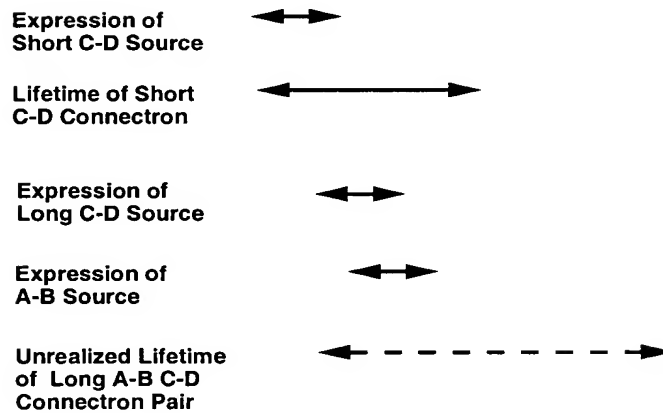 Expression of
Short C-D Source
Lifetime of Short
C-D Connectron
Expression of
Long C-D Source
Expression of
A-B Source
Unrealized Lifetime
of Long A-B C-D
Connectron Pair